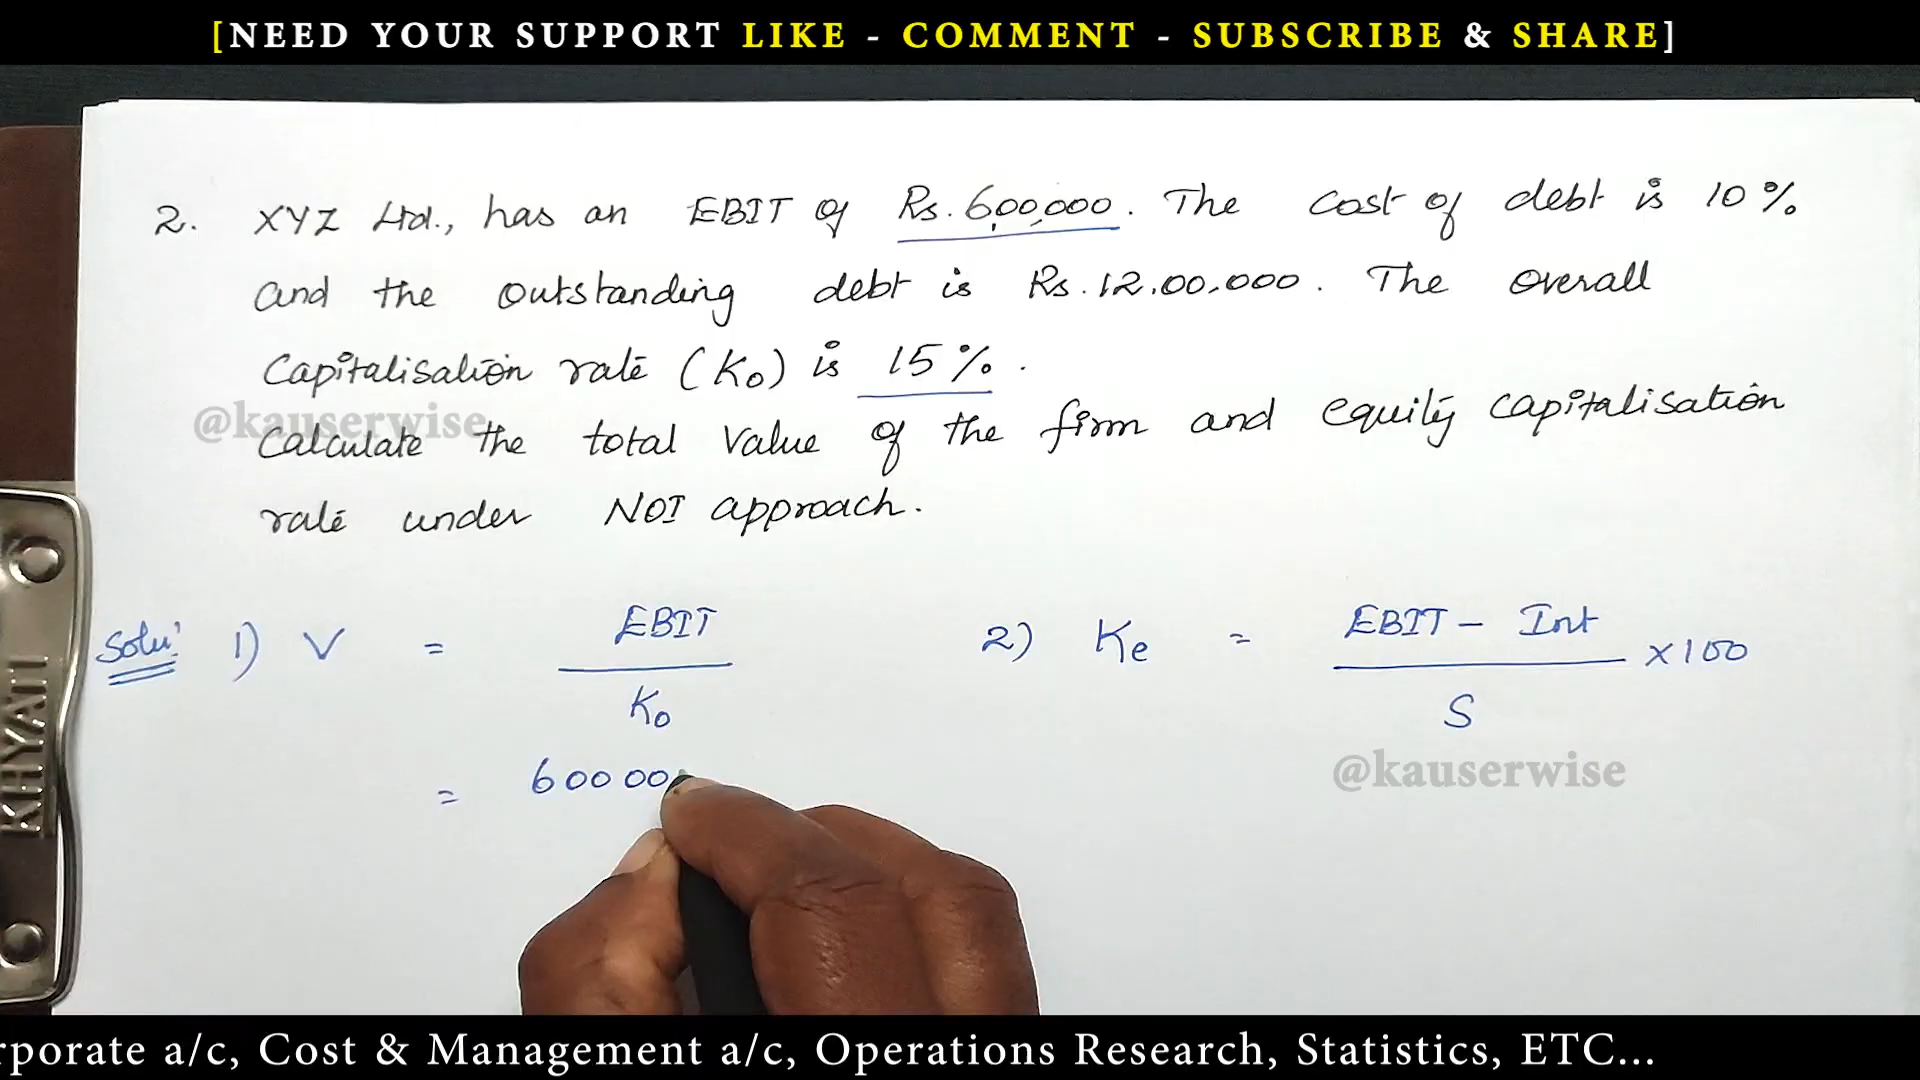 [NEED YOUR SUPPORT LIKE - COMMENT - SUBSCRIBE & SHARE]
2. XYZ Ltd., has an EBIT of Rs. 600,000. The cost of debt is 10%
and the outstanding debt is Rs. 12,00,000. The overall
Capitalisation rate (Ko) is 15%.
@kauserwise
Calculate the total value of the firm and equity capitalisation
rate under NOI approach.
Solu: 1) V = EBIT / Ko
2) Ke = EBIT - Int / S × 100
= 600 00
@kauserwise
KHYATI
rporate a/c, Cost & Management a/c, Operations Research, Statistics, ETC...